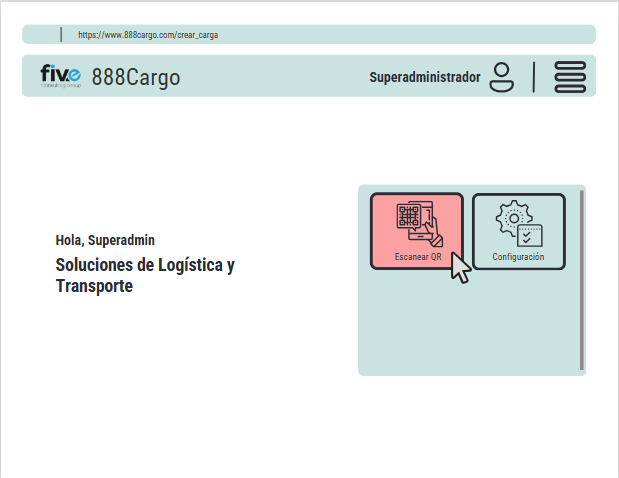 https://www.888cargo.com/crear_carga
five
Consulting Group
888Cargo
Superadministrador
Escanear QR
Configuración
Hola, Superadmin
Soluciones de Logística y
Transporte